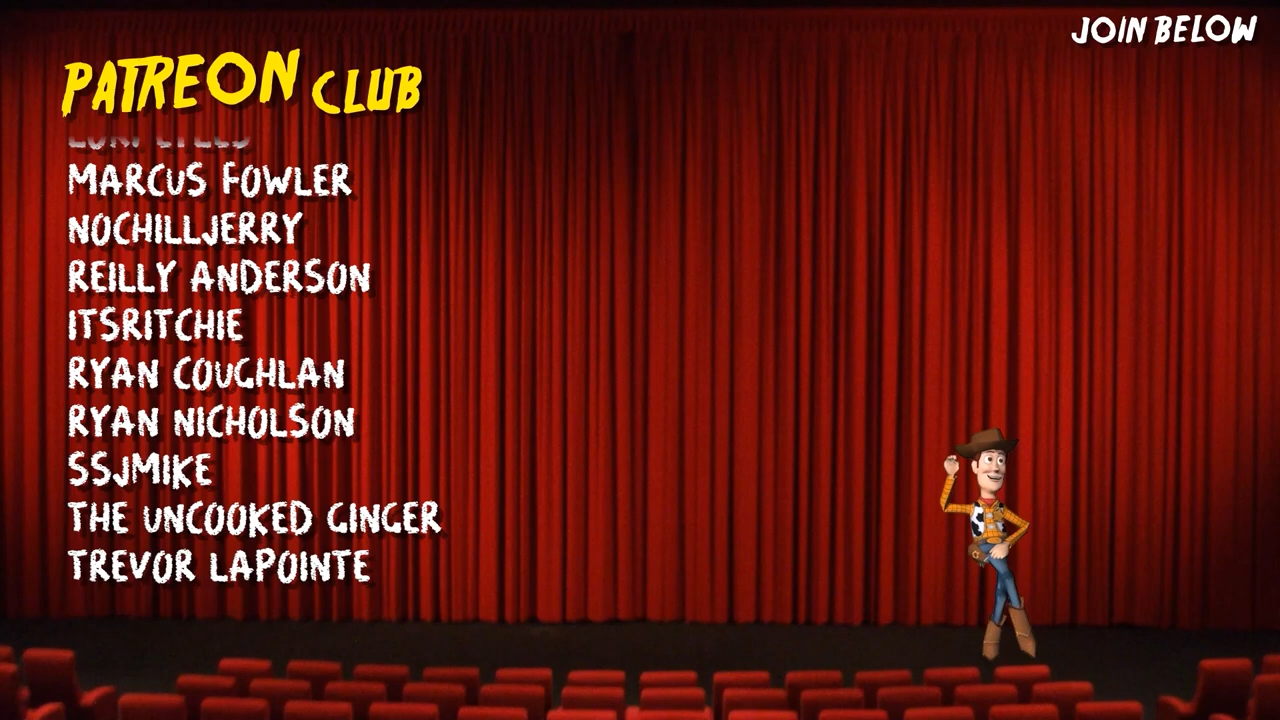 JOIN BELOW
PATREON CLUB
MARCUS FOWLER
NOCHILLJERRY
REILLY ANDERSON
ITSRITCHIE
RYAN COUGHLAN
RYAN NICHOLSON
SSJMIKE
THE UNCOOKED GINGER
TREVOR LAPOINTE